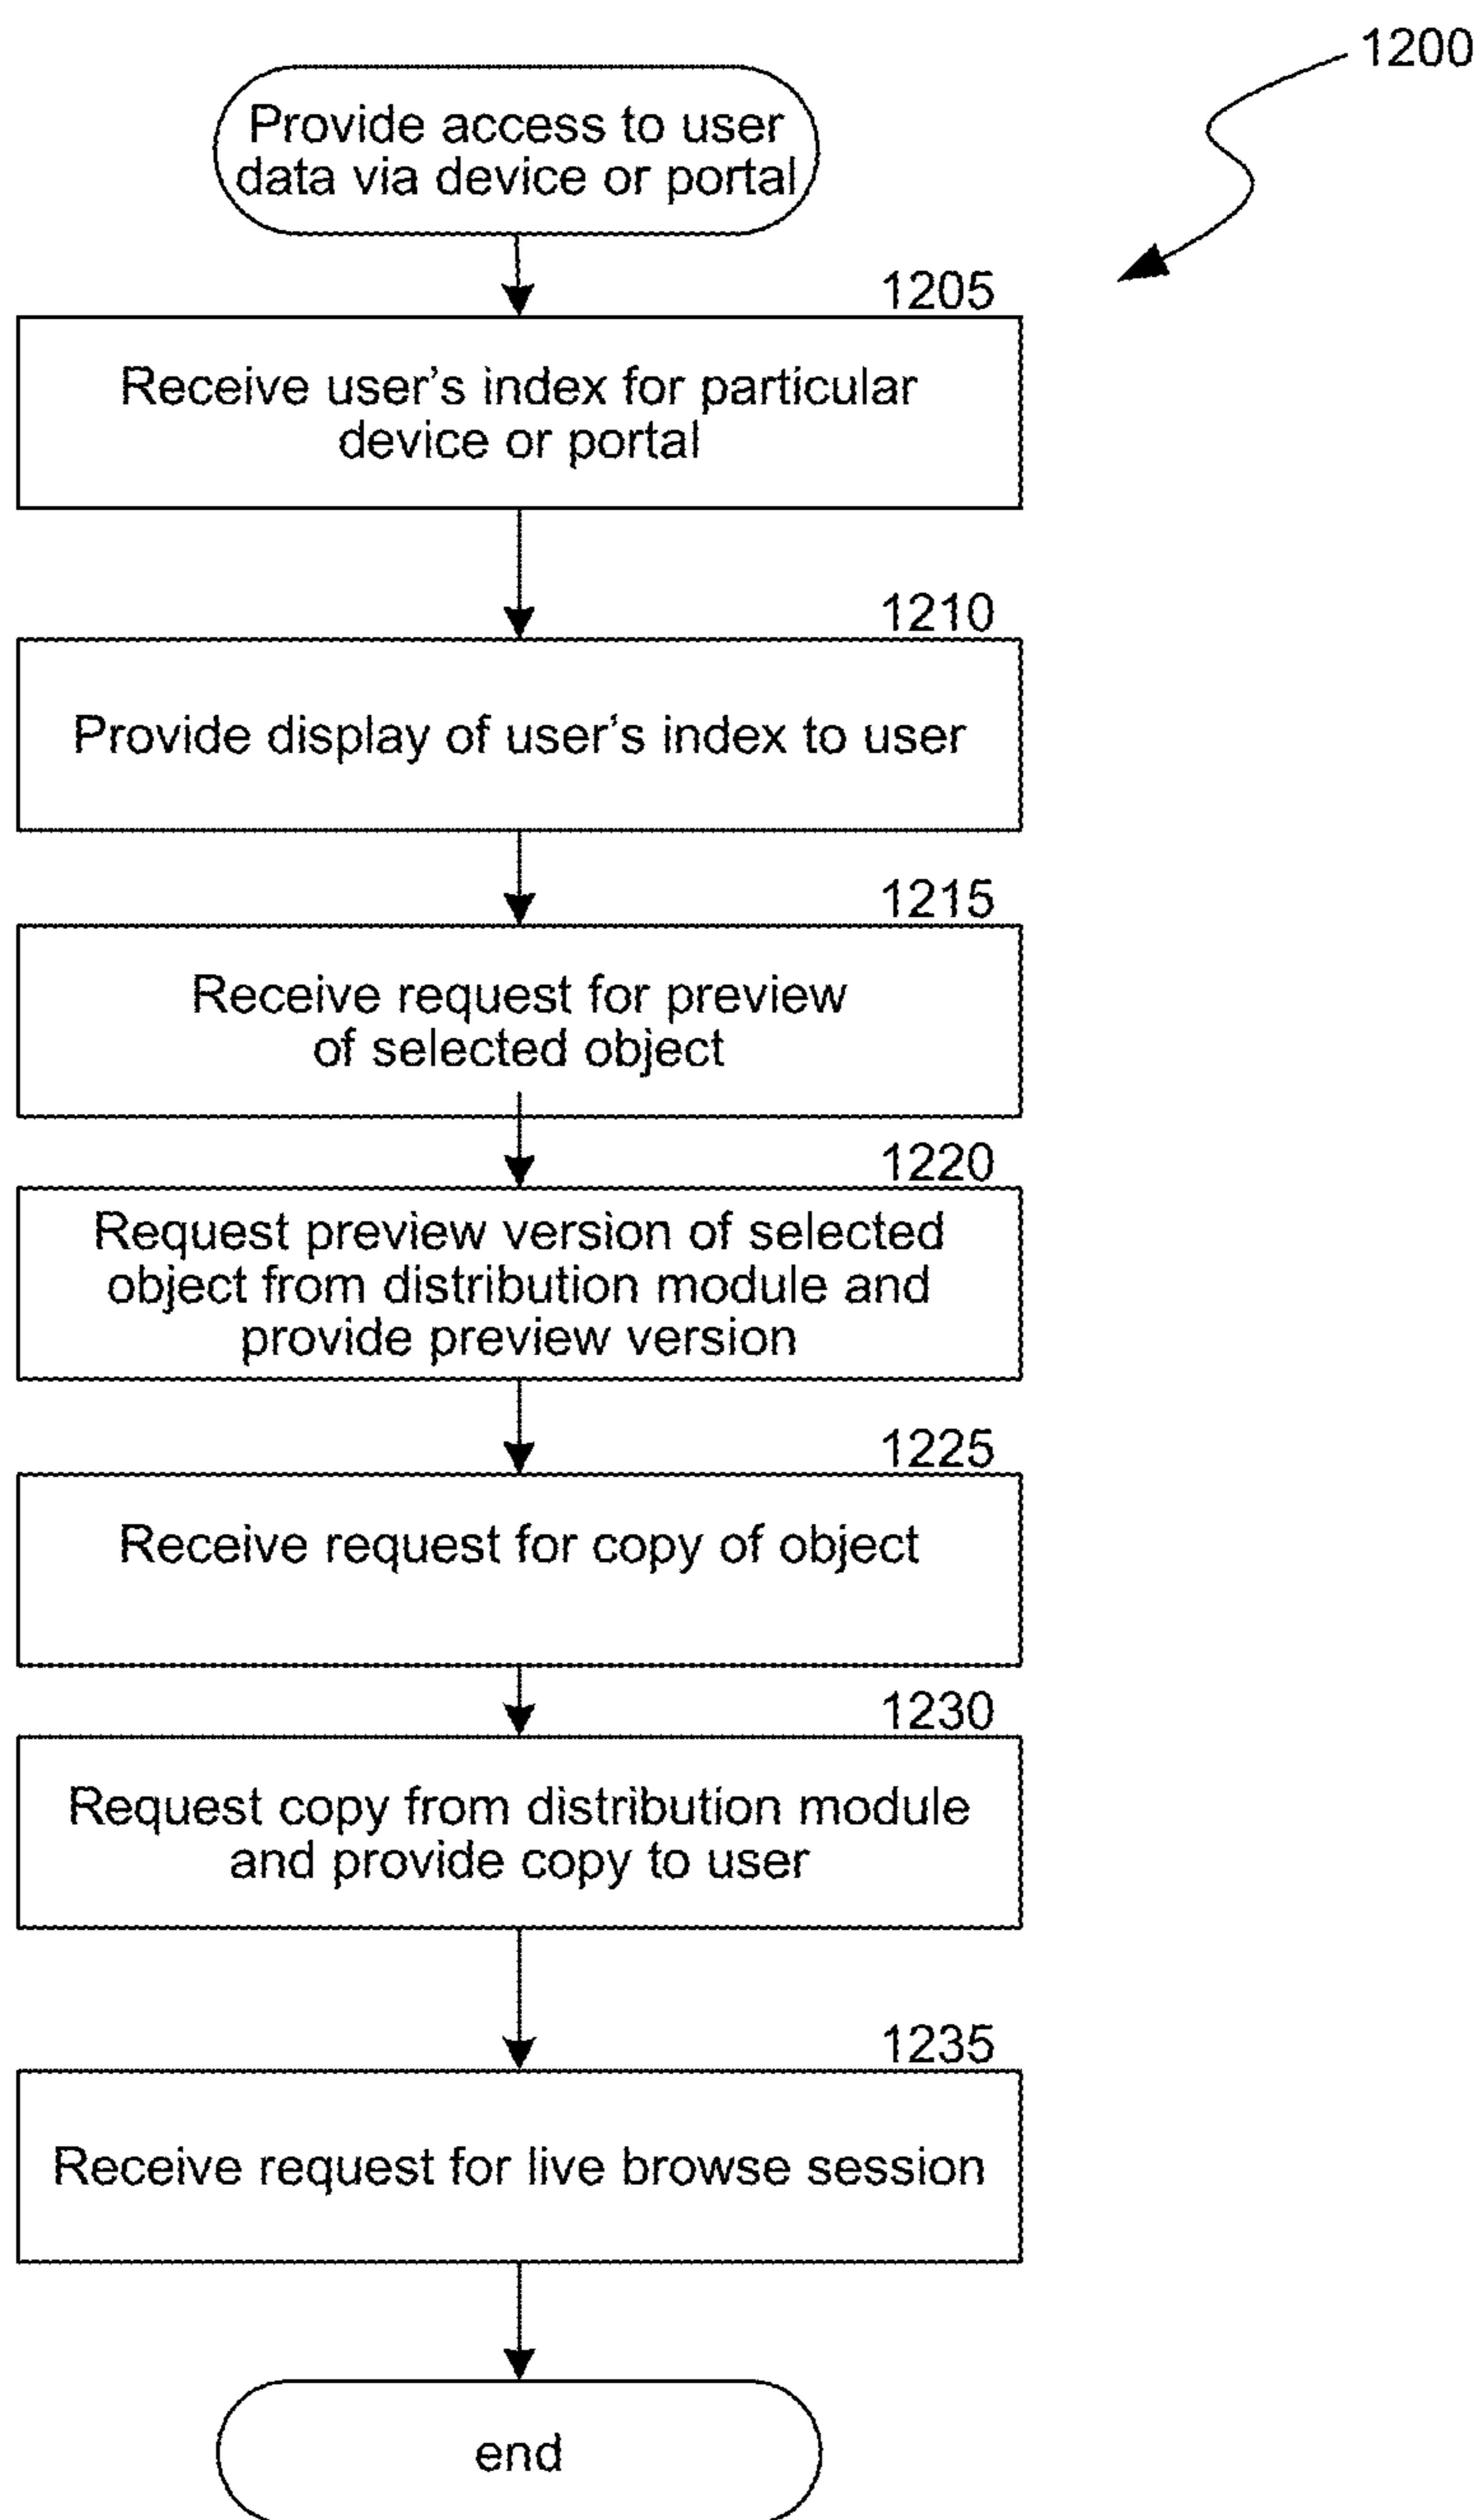 1200
Provide access to user
data via device or portal
1205
Receive user's index for particular
device or portal
1210
Provide display of user's index to user
1215
Receive request for preview
of selected object
1220
Request preview version of selected
object from distribution module and
provide preview version
1225
Receive request for copy of object
1230
Request copy from distribution module
and provide copy to user
1235
Receive request for live browse session
end